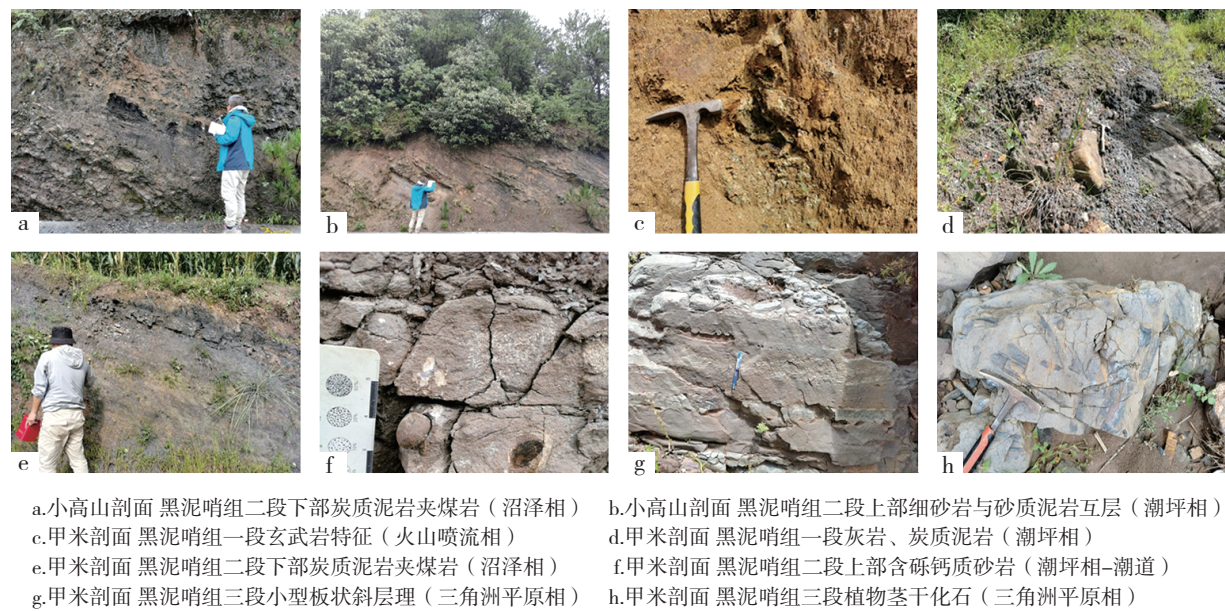 a
b
c
d
e
f
g
h
a.小高山剖面 黑泥哨组二段下部炭质泥岩夹煤岩（沼泽相）
b.小高山剖面 黑泥哨组二段上部细砂岩与砂质泥岩互层（潮坪相）
c.甲米剖面 黑泥哨组一段玄武岩特征（火山喷流相）
d.甲米剖面 黑泥哨组一段灰岩、炭质泥岩（潮坪相）
e.甲米剖面 黑泥哨组二段下部炭质泥岩夹煤岩（沼泽相）
f.甲米剖面 黑泥哨组二段上部含砾钙质砂岩（潮坪相–潮道）
g.甲米剖面 黑泥哨组三段小型板状斜层理（三角洲平原相）
h.甲米剖面 黑泥哨组三段植物茎干化石（三角洲平原相）